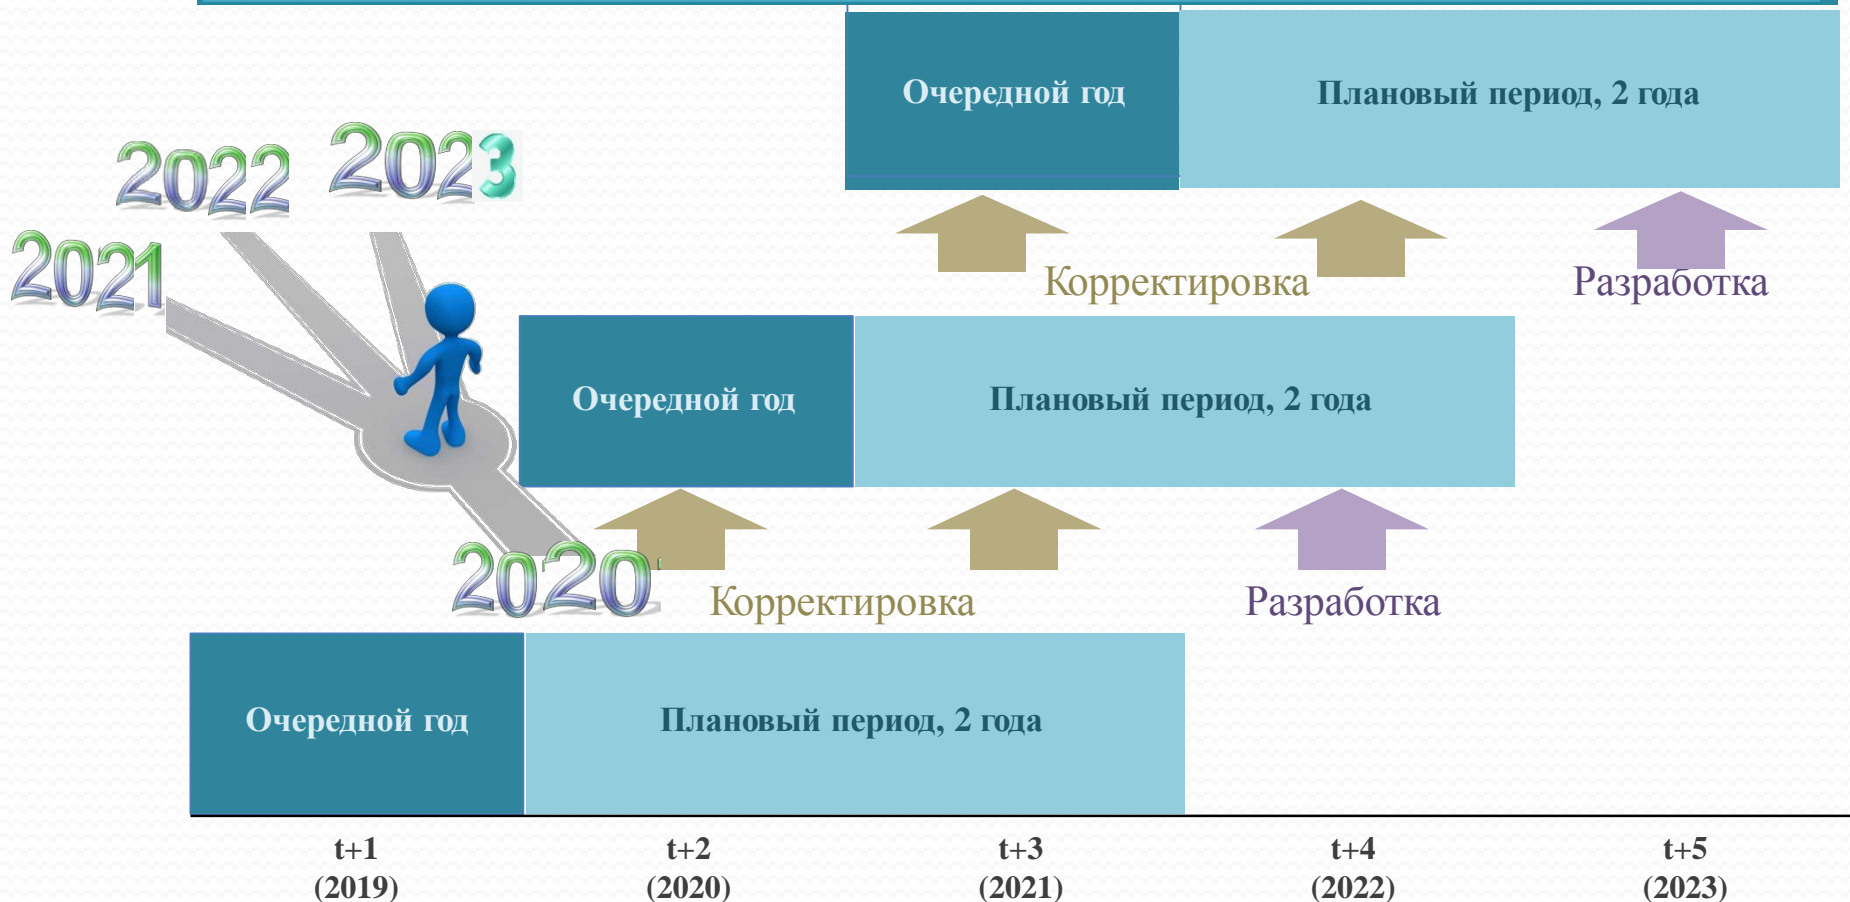 Очередной год
Плановый период, 2 года
2022
2023
2021
Корректировка
Разработка
Очередной год
Плановый период, 2 года
2020
Корректировка
Разработка
Очередной год
Плановый период, 2 года
t+1
(2019)
t+2
(2020)
t+3
(2021)
t+4
(2022)
t+5
(2023)